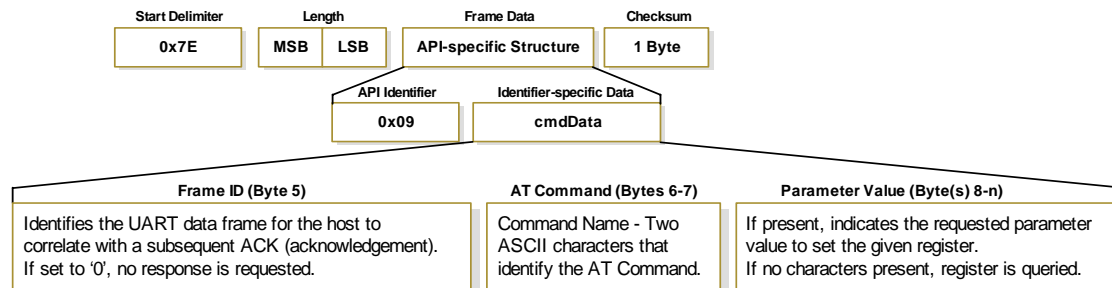 Start Delimiter
Length
Frame Data
Checksum
0x7E
MSB
LSB
API-specific Structure
1 Byte
API Identifier
Identifier-specific Data
0x09
cmdData
Frame ID (Byte 5)
Identifies the UART data frame for the host to
correlate with a subsequent ACK (acknowledgement).
If set to ‘0’, no response is requested.
AT Command (Bytes 6-7)
Command Name - Two
ASCII characters that
identify the AT Command.
Parameter Value (Byte(s) 8-n)
If present, indicates the requested parameter
value to set the given register.
If no characters present, register is queried.